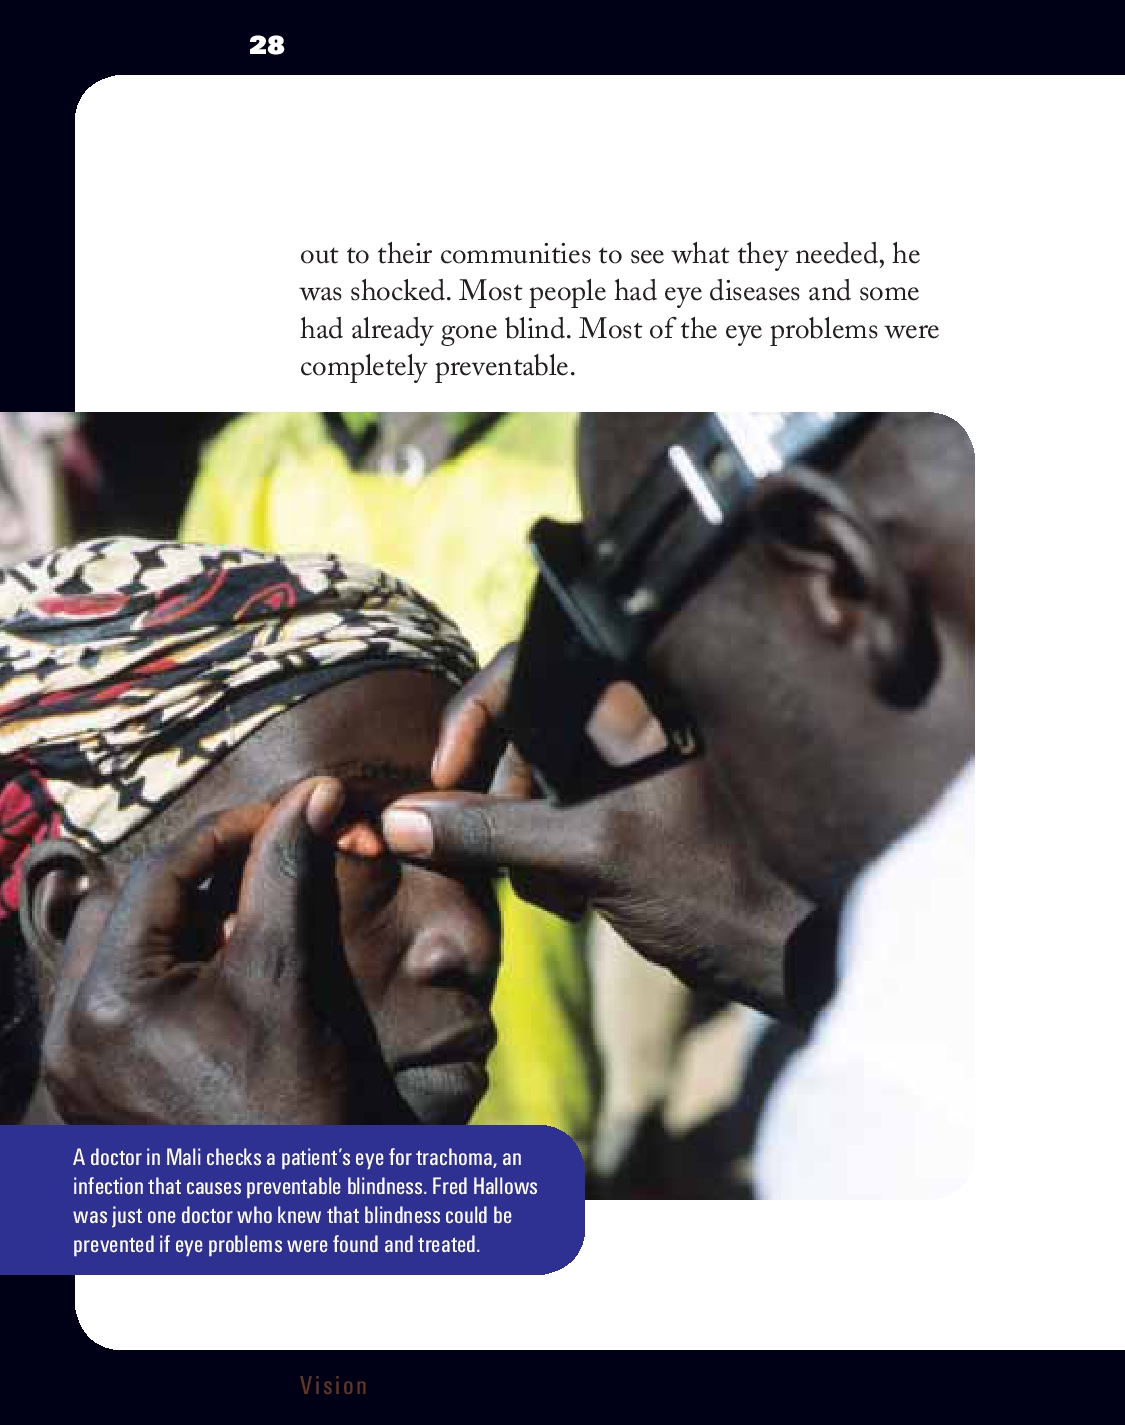 28
out to their communities to see what they needed, he
was shocked. Most people had eye diseases and some
had already gone blind. Most of the eye problems were
completely preventable.
A doctor in Mali checks a patient's eye for trachoma, an
infection that causes preventable blindness. Fred Hallows
was just one doctor who knew that blindness could be
prevented if eye problems were found and treated.
Vision